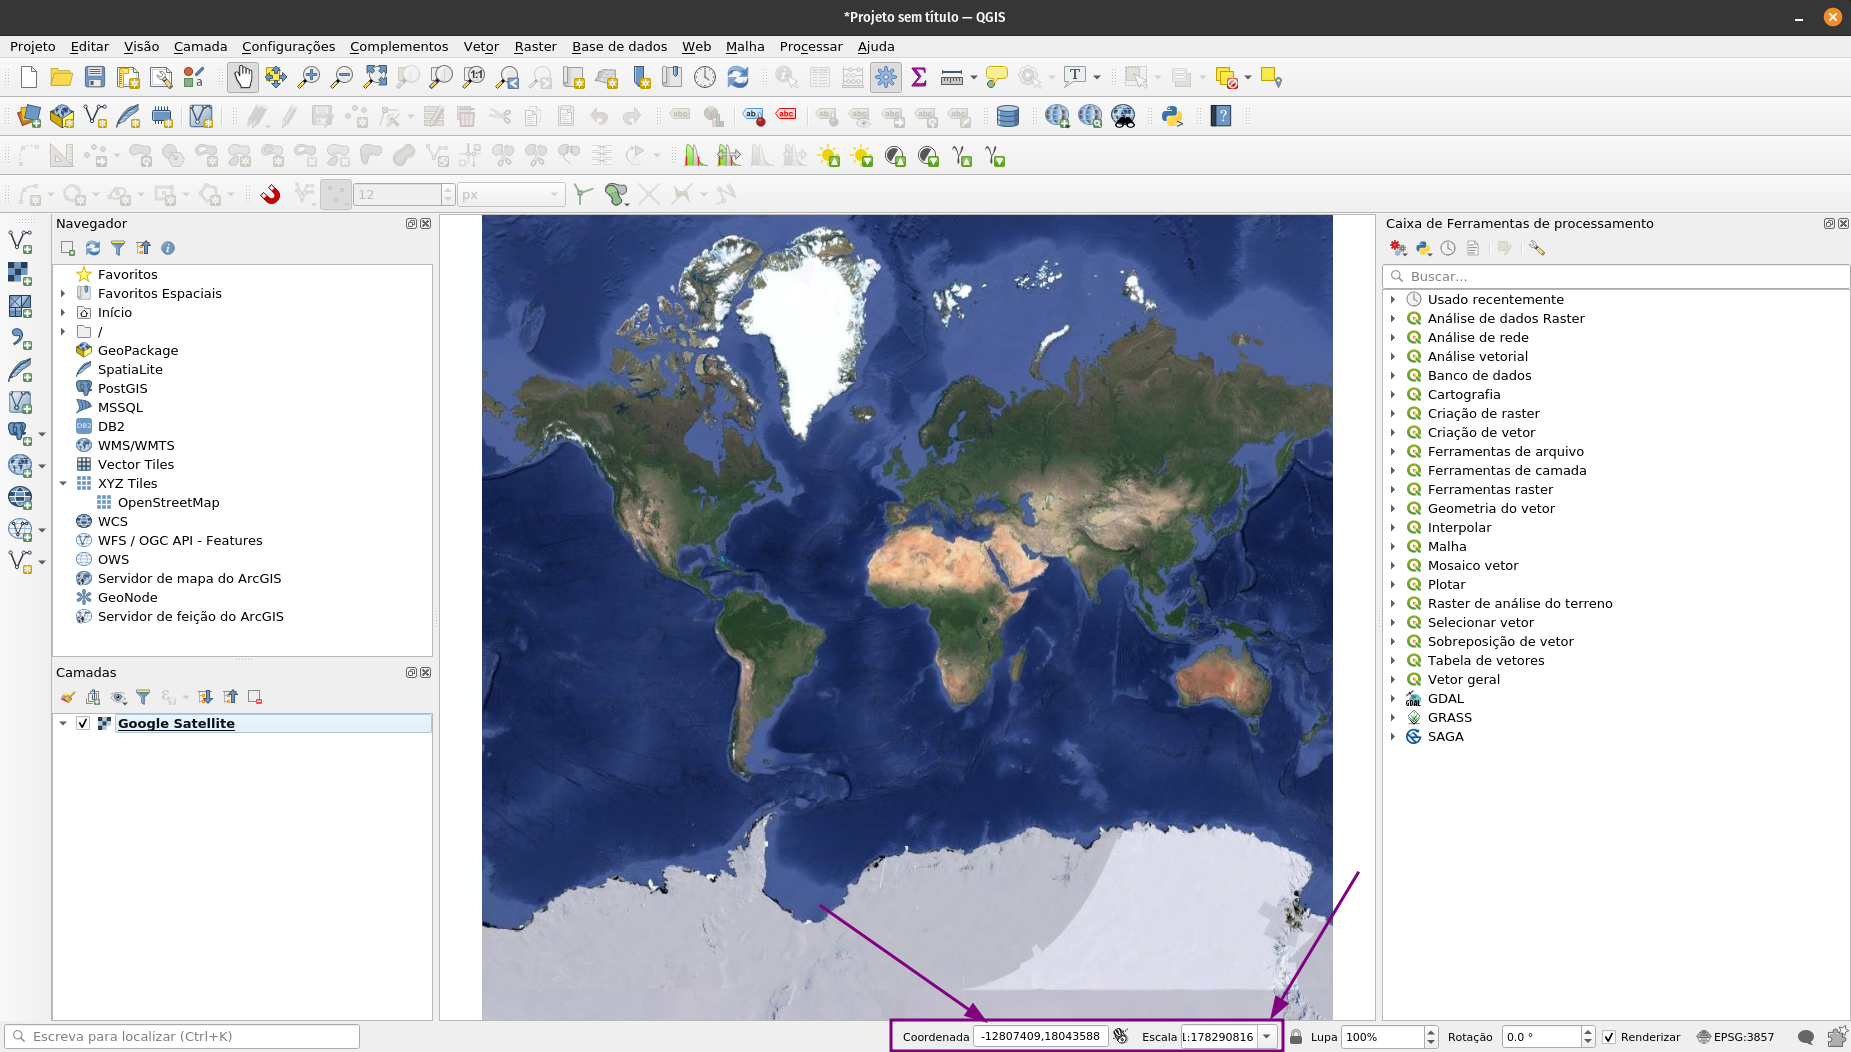 *Projeto sem título — QGIS
Projeto Editar Visão Camada Configurações Complementos Vetor Raster Base de dados Web Malha Processar Ajuda
12 px
Navegador
Favoritos
Favoritos Espaciais
Início
/
GeoPackage
SpatiaLite
PostGIS
MSSQL
DB2
WMS/WMTS
Vector Tiles
XYZ Tiles
OpenStreetMap
WCS
WFS / OGC API - Features
OWS
Servidor de mapa do ArcGIS
GeoNode
Servidor de feição do ArcGIS
Camadas
Google Satellite
Caixa de Ferramentas de processamento
Buscar...
Usado recentemente
Análise de dados Raster
Análise de rede
Análise vetorial
Banco de dados
Cartografia
Criação de raster
Criação de vetor
Ferramentas de arquivo
Ferramentas de camada
Ferramentas raster
Geometria do vetor
Interpolar
Malha
Mosaico vetor
Plotar
Raster de análise do terreno
Selecionar vetor
Sobreposição de vetor
Tabela de vetores
Vetor geral
GDAL
GRASS
SAGA
Escreva para localizar (Ctrl+K) Coordenada -12807409,18043588 Escala 1:178290816 Lupa 100% Rotação 0.0 ° Renderizar EPSG:3857